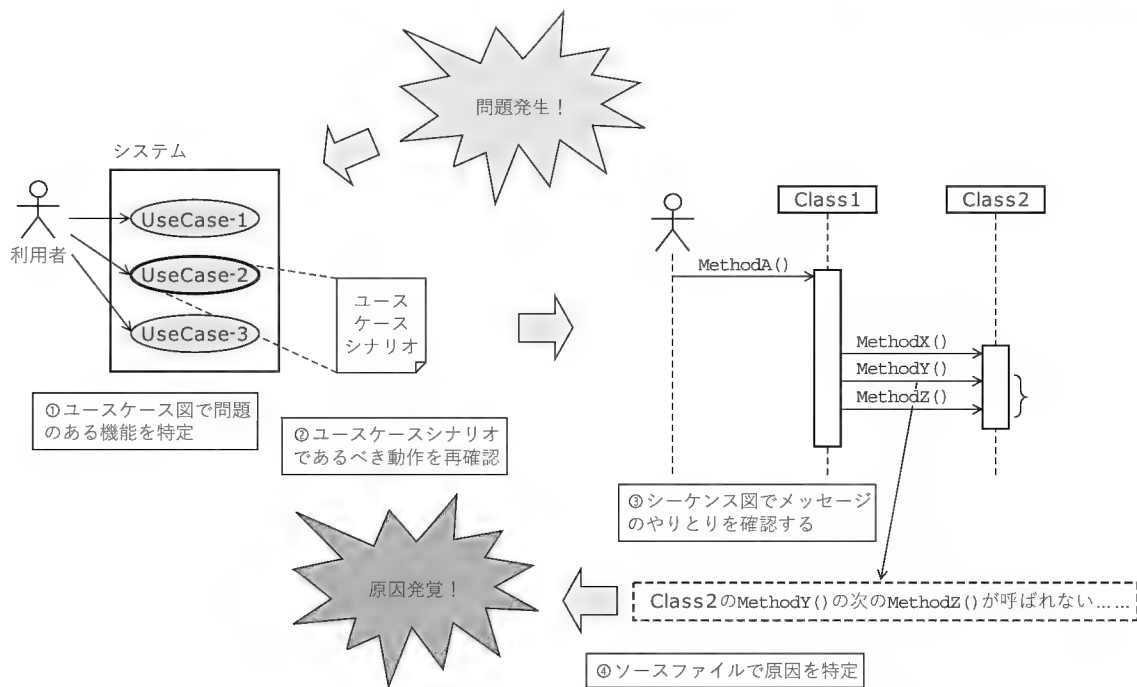 問題発生！
システム
利用者
UseCase-1
UseCase-2
UseCase-3
ユース
ケース
シナリオ
①ユースケース図で問題
のある機能を特定
②ユースケースシナリオ
であるべき動作を再確認
Class1
Class2
MethodA()
MethodX()
MethodY()
MethodZ()
③シーケンス図でメッセージ
のやりとりを確認する
Class2のMethodY()の次のMethodZ()が呼ばれない……
④ソースファイルで原因を特定
原因発覚！